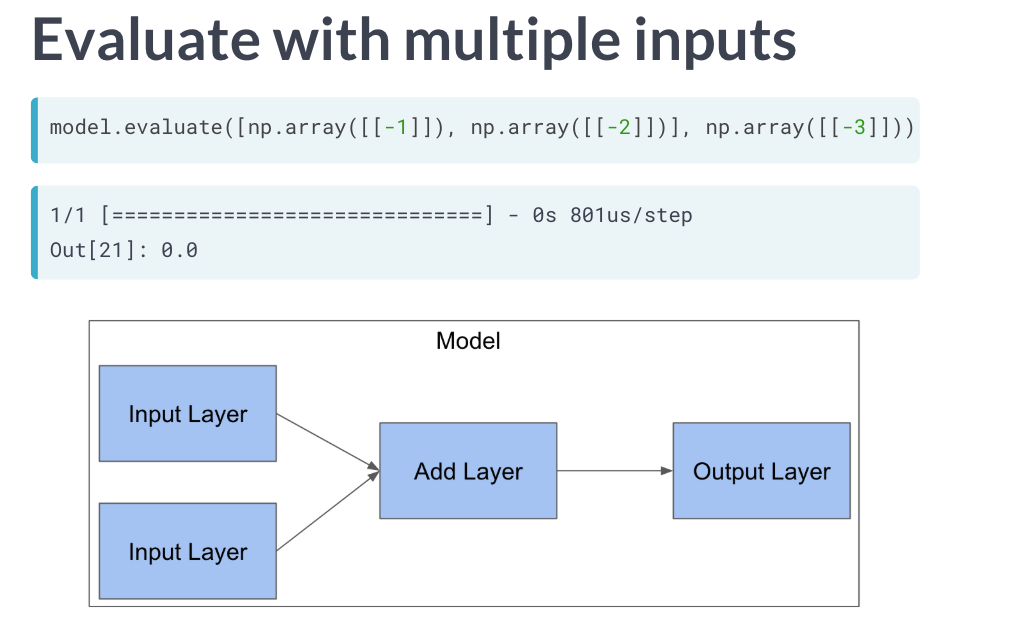 Evaluate with multiple inputs
model.evaluate([np.array([[-1]]), np.array([[-2]])], np.array([[-3]]))
1/1 [==============================] - 0s 801us/step
Out[21]: 0.0
Model
Input Layer
Add Layer
Output Layer
Input Layer